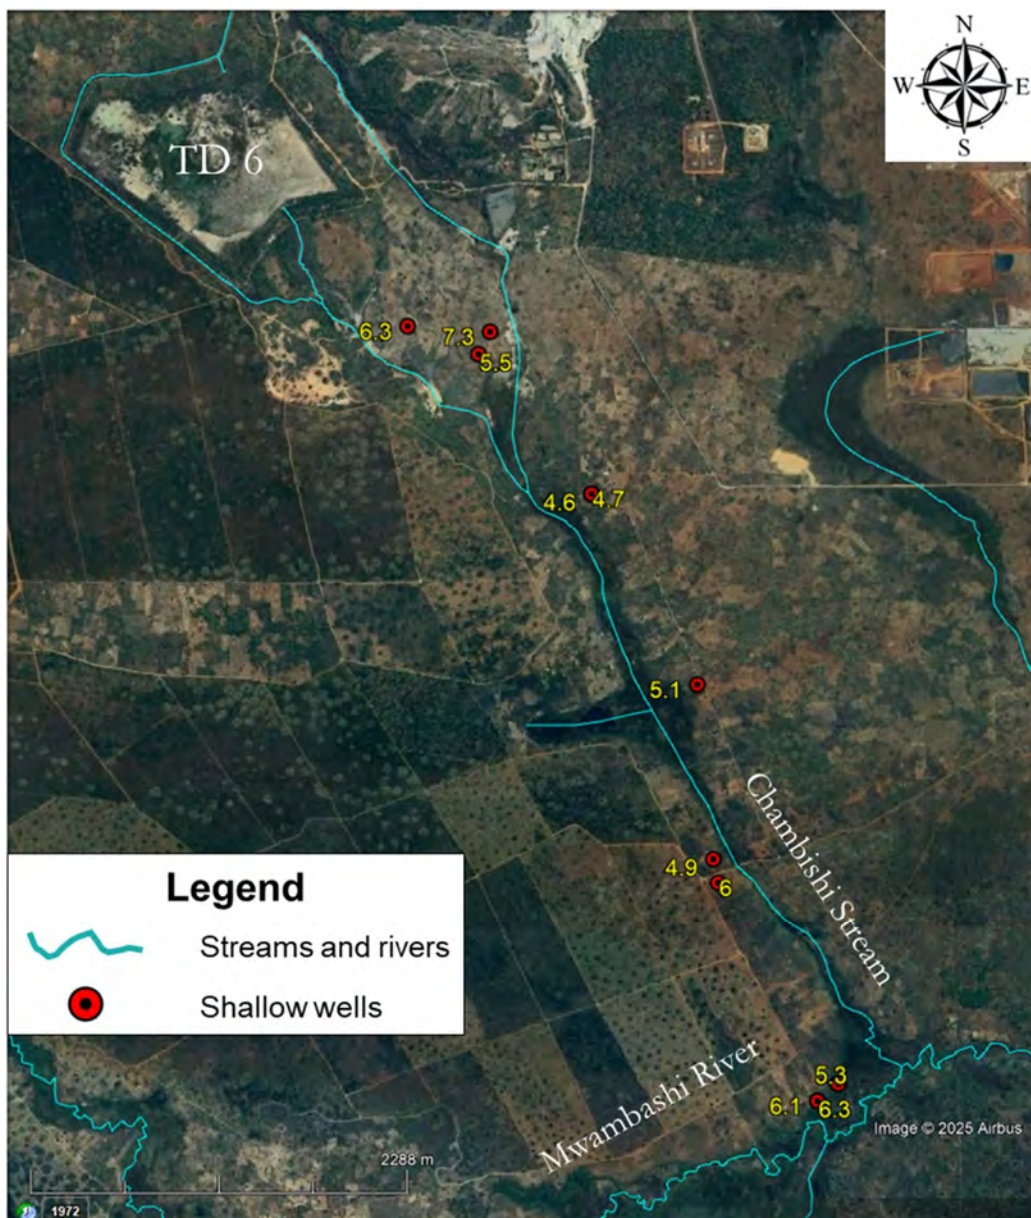 N
W E
S
TD 6
6.3
7.3
5.5
4.6
4.7
5.1
Chambishi Stream
4.9
6
Legend
Streams and rivers
Shallow wells
5.3
6.1
6.3
Mwambashi River
Image © 2025 Airbus
2288 m
1972